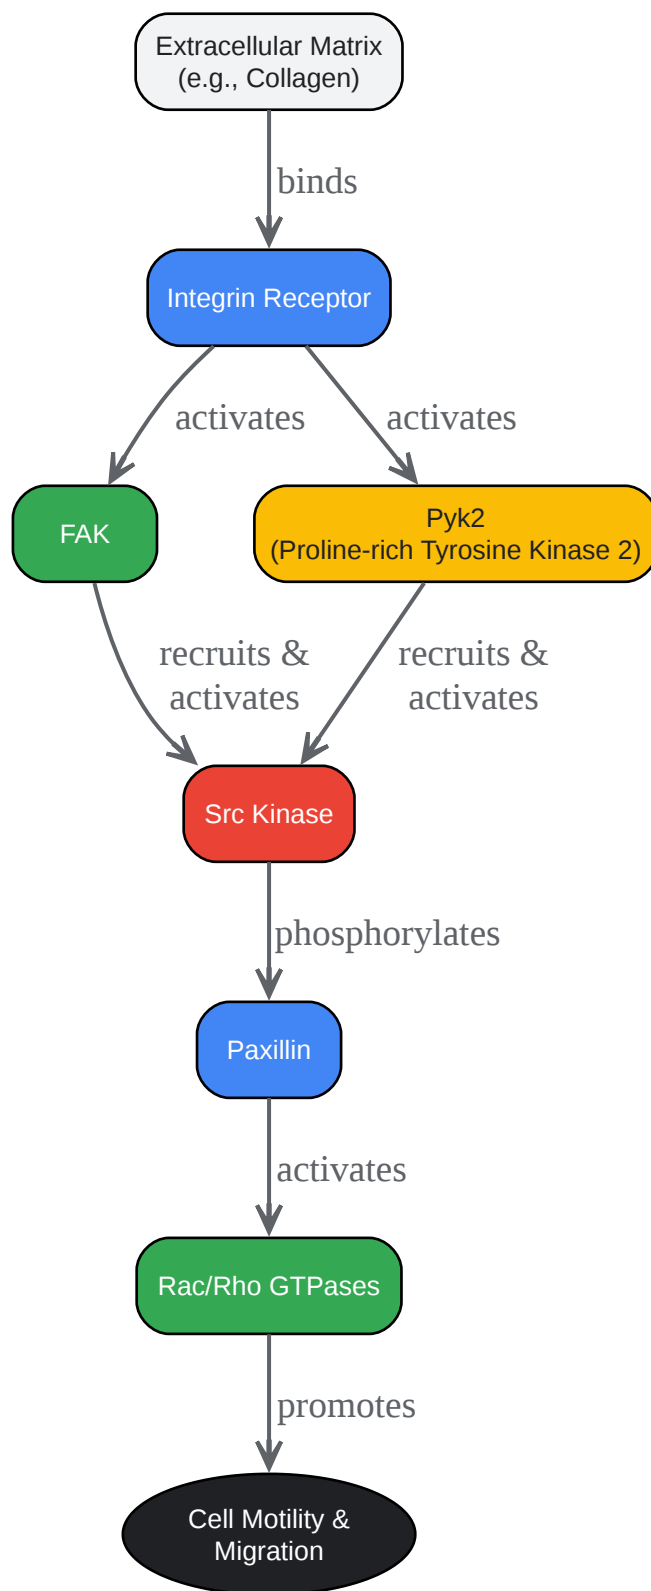 Extracellular Matrix
(e.g., Collagen)
binds
Integrin Receptor
activates
activates
FAK
Pyk2
(Proline-rich Tyrosine Kinase 2)
recruits &
activates
recruits &
activates
Src Kinase
phosphorylates
Paxillin
activates
Rac/Rho GTPases
promotes
Cell Motility &
Migration